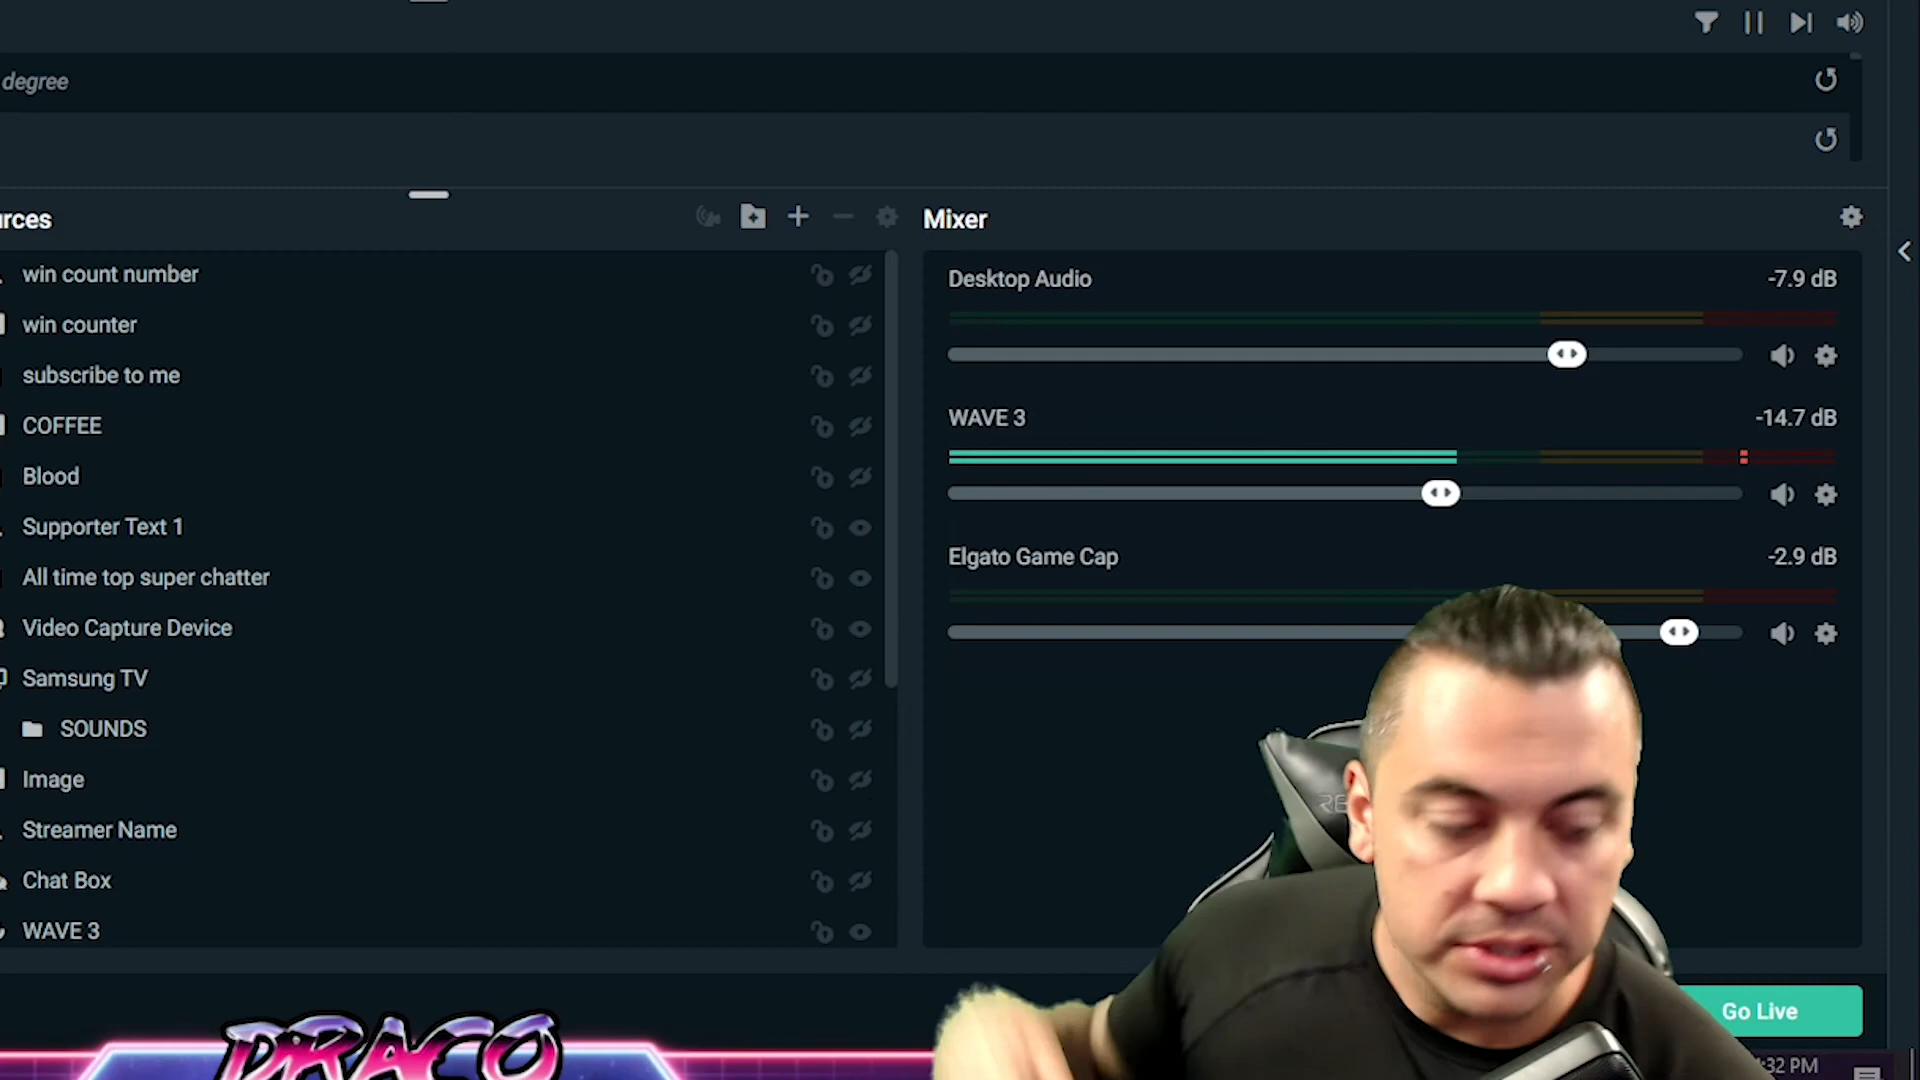 degree
urces
Mixer
win count number
win counter
subscribe to me
COFFEE
Blood
Supporter Text 1
All time top super chatter
Video Capture Device
Samsung TV
SOUNDS
Image
Streamer Name
Chat Box
WAVE 3
Desktop Audio -7.9 dB
WAVE 3 -14.7 dB
Elgato Game Cap -2.9 dB
Go Live
DRACO
:32 PM